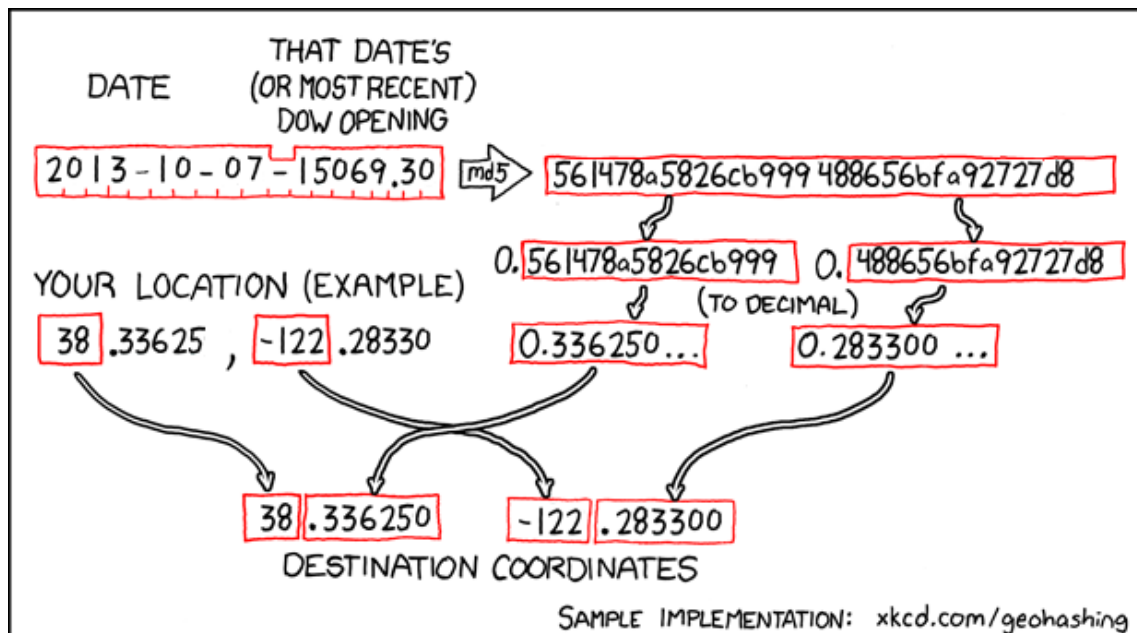 DATE
THAT DATE'S
(OR MOST RECENT)
DOW OPENING
2013-10-07-15069.30
md5
561478a5826cb999488656bfa92727d8
0.561478a5826cb999
0.488656bfa92727d8
YOUR LOCATION (EXAMPLE)
(TO DECIMAL)
38.33625, -122.28330
0.336250...
0.283300 ...
38.336250
-122.283300
DESTINATION COORDINATES
SAMPLE IMPLEMENTATION: xkcd.com/geohashing